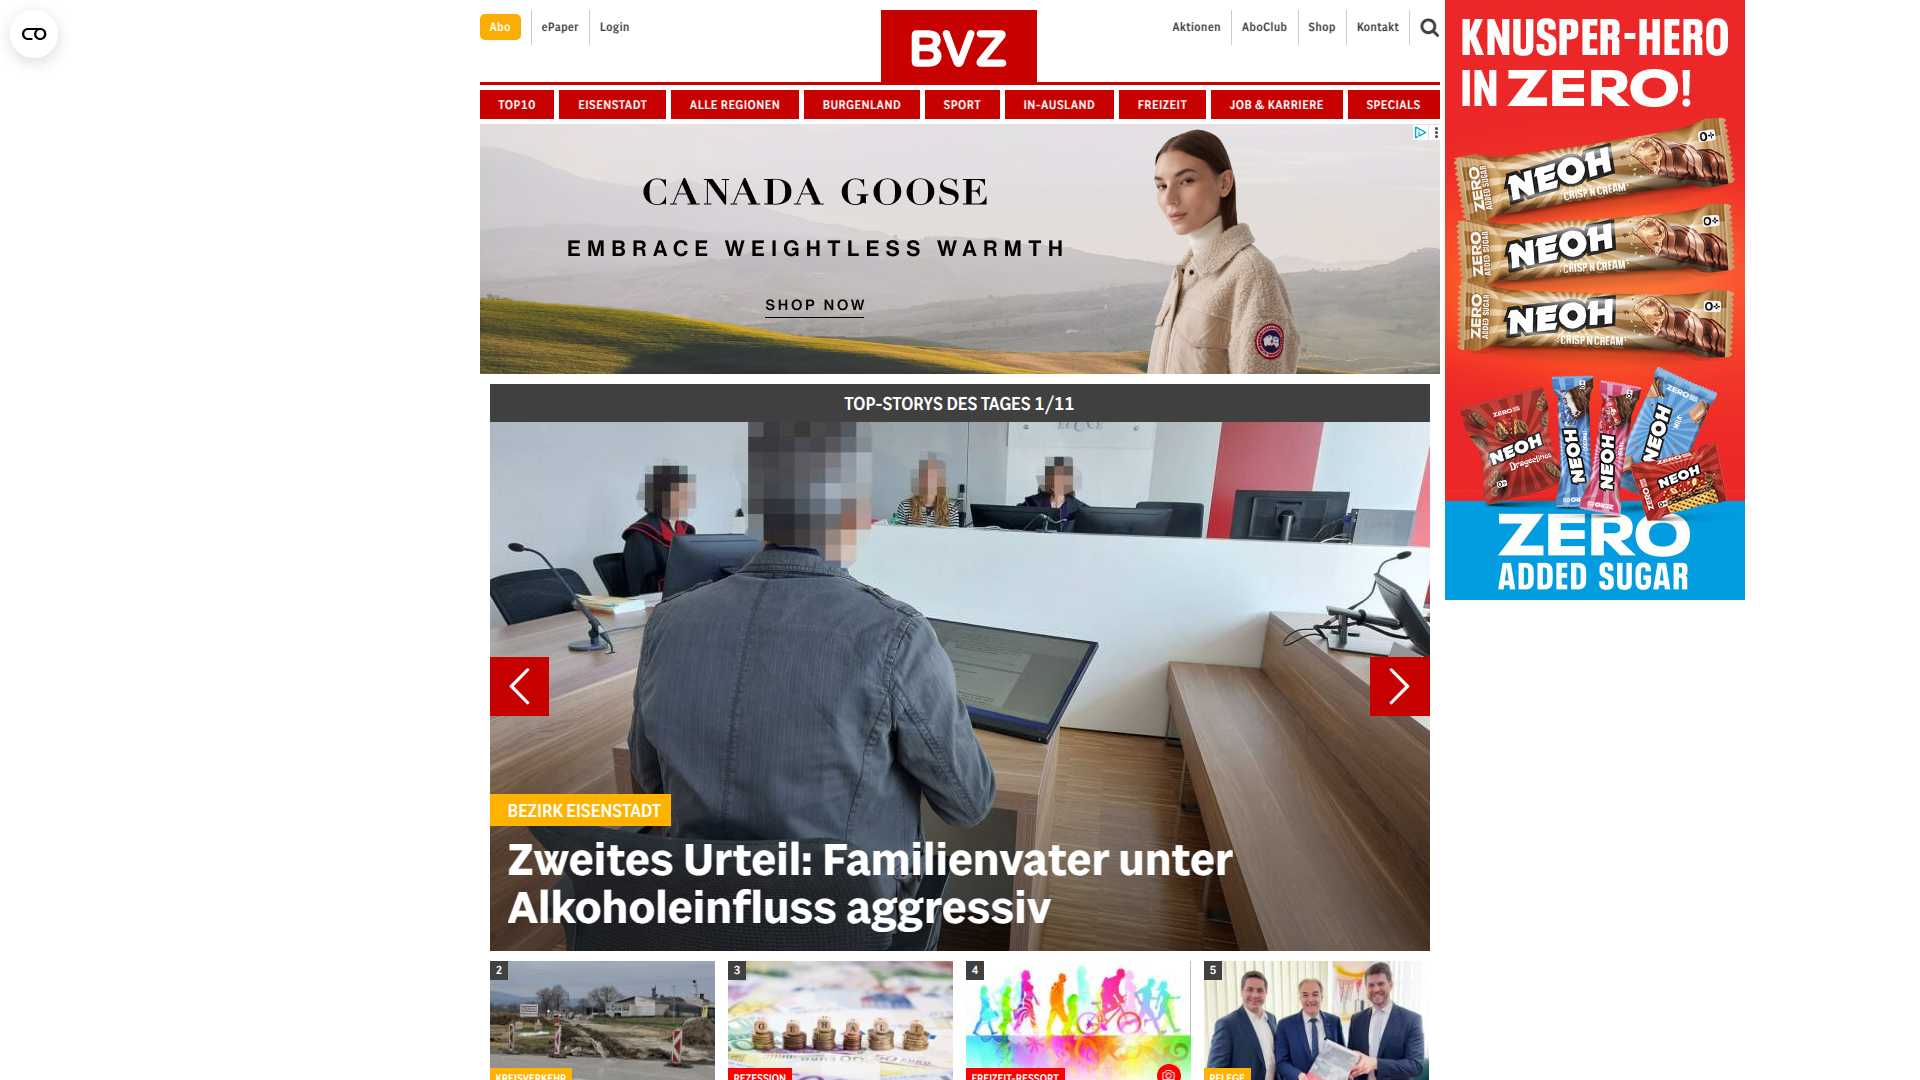 Abo
ePaper
Login
BVZ
Aktionen
AboClub
Shop
Kontakt
TOP10
EISENSTADT
ALLE REGIONEN
BURGENLAND
SPORT
IN-AUSLAND
FREIZEIT
JOB & KARRIERE
SPECIALS
CANADA GOOSE
EMBRACE WEIGHTLESS WARMTH
SHOP NOW
KNUSPER-HERO
IN ZERO!
ZERO
ADDED SUGAR
NEOH
CRISP'N'CREAM
ZERO
ADDED SUGAR
NEOH
CRISP'N'CREAM
ZERO
ADDED SUGAR
NEOH
CRISP'N'CREAM
NEOH
NEOH
NEOH
NEOH
NEOH
ZERO
ADDED SUGAR
TOP-STORYS DES TAGES 1/11
BEZIRK EISENSTADT
Zweites Urteil: Familienvater unter
Alkoholeinfluss aggressiv
2
KREISVERKEHR
3
GEHALT
REZESSION
4
FREIZEIT-RESSORT
5
PFLEGE